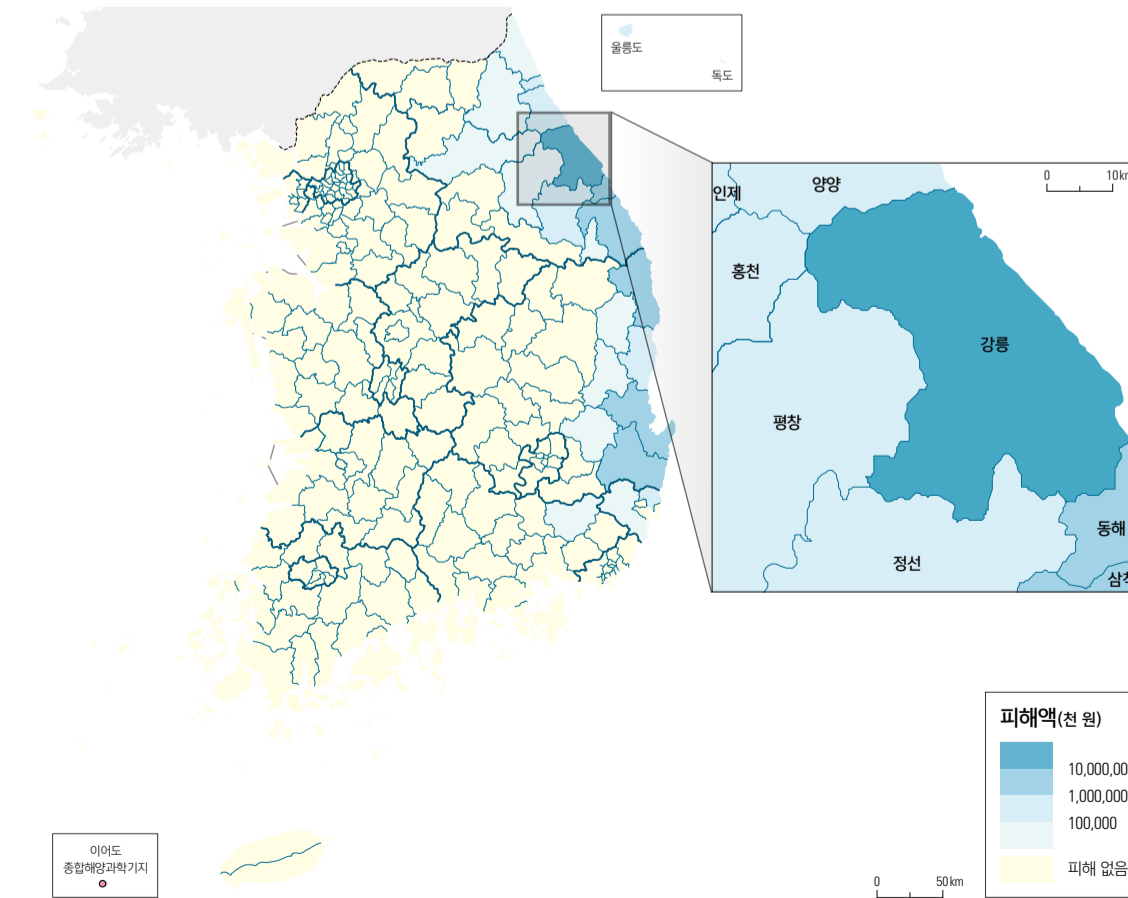 울릉도
독도
인제
양양
0 10km
홍천
강릉
평창
동해
정선
피해액(천 원)
10,000,00
1,000,000
100,000
피해 없음
이어도
종합해양과학기지
0 50km